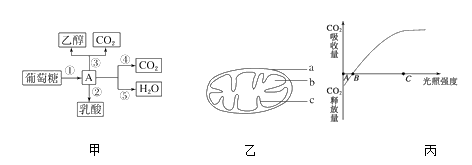 乙醇 CO₂
③ ④ CO₂
葡萄糖 ① A
② ⑤ H₂O
乳酸
甲
a
b
c
乙
CO₂
吸收量
A B C 光照强度
CO₂
释放量
丙